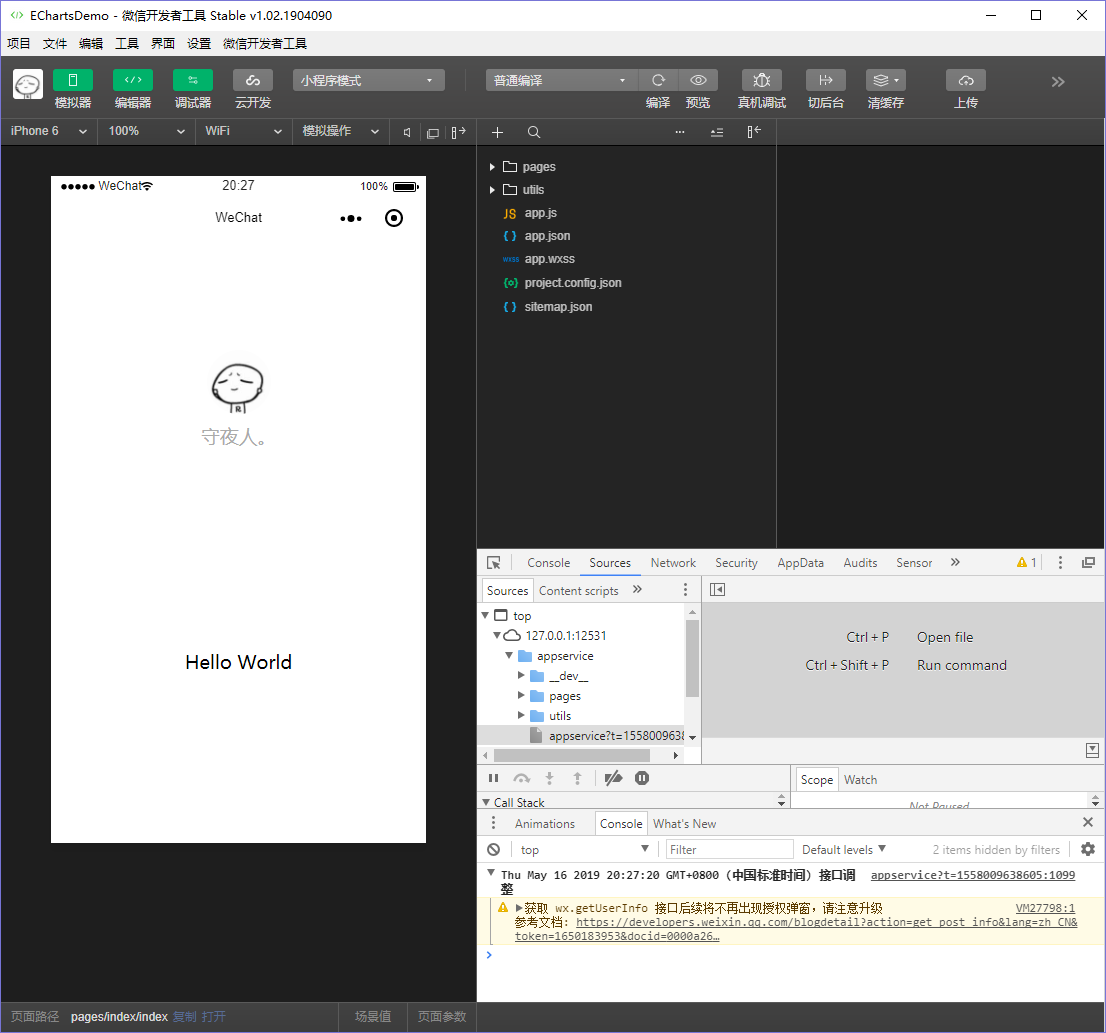 EChartsDemo - 微信开发者工具 Stable v1.02.1904090
项目 文件 编辑 工具 界面 设置 微信开发者工具
小程序模式 普通编译
模拟器 编辑器 调试器 云开发 编译 预览 真机调试 切后台 清缓存 上传
iPhone 6 100% WiFi 模拟操作
WeChat 20:27 100%
WeChat
守夜人。
Hello World
pages
utils
JS app.js
{ } app.json
wxss app.wxss
{o} project.config.json
{ } sitemap.json
Console Sources Network Security AppData Audits Sensor » 1
Sources Content scripts »
top
127.0.0.1:12531
appservice
__dev__
pages
utils
appservice?t=1558009638
Ctrl + P Open file
Ctrl + Shift + P Run command
Scope Watch
Call Stack
Not Paused
Animations Console What's New
top Filter Default levels 2 items hidden by filters
Thu May 16 2019 20:27:20 GMT+0800 (中国标准时间) 接口调 appservice?t=1558009638605:1099
整
获取 wx.getUserInfo 接口后续将不再出现授权弹窗，请注意升级 VM27798:1
参考文档: https://developers.weixin.qq.com/blogdetail?action=get_post_info&lang=zh_CN&
token=1650183953&docid=0000a26…
页面路径 pages/index/index 复制 打开 场景值 页面参数